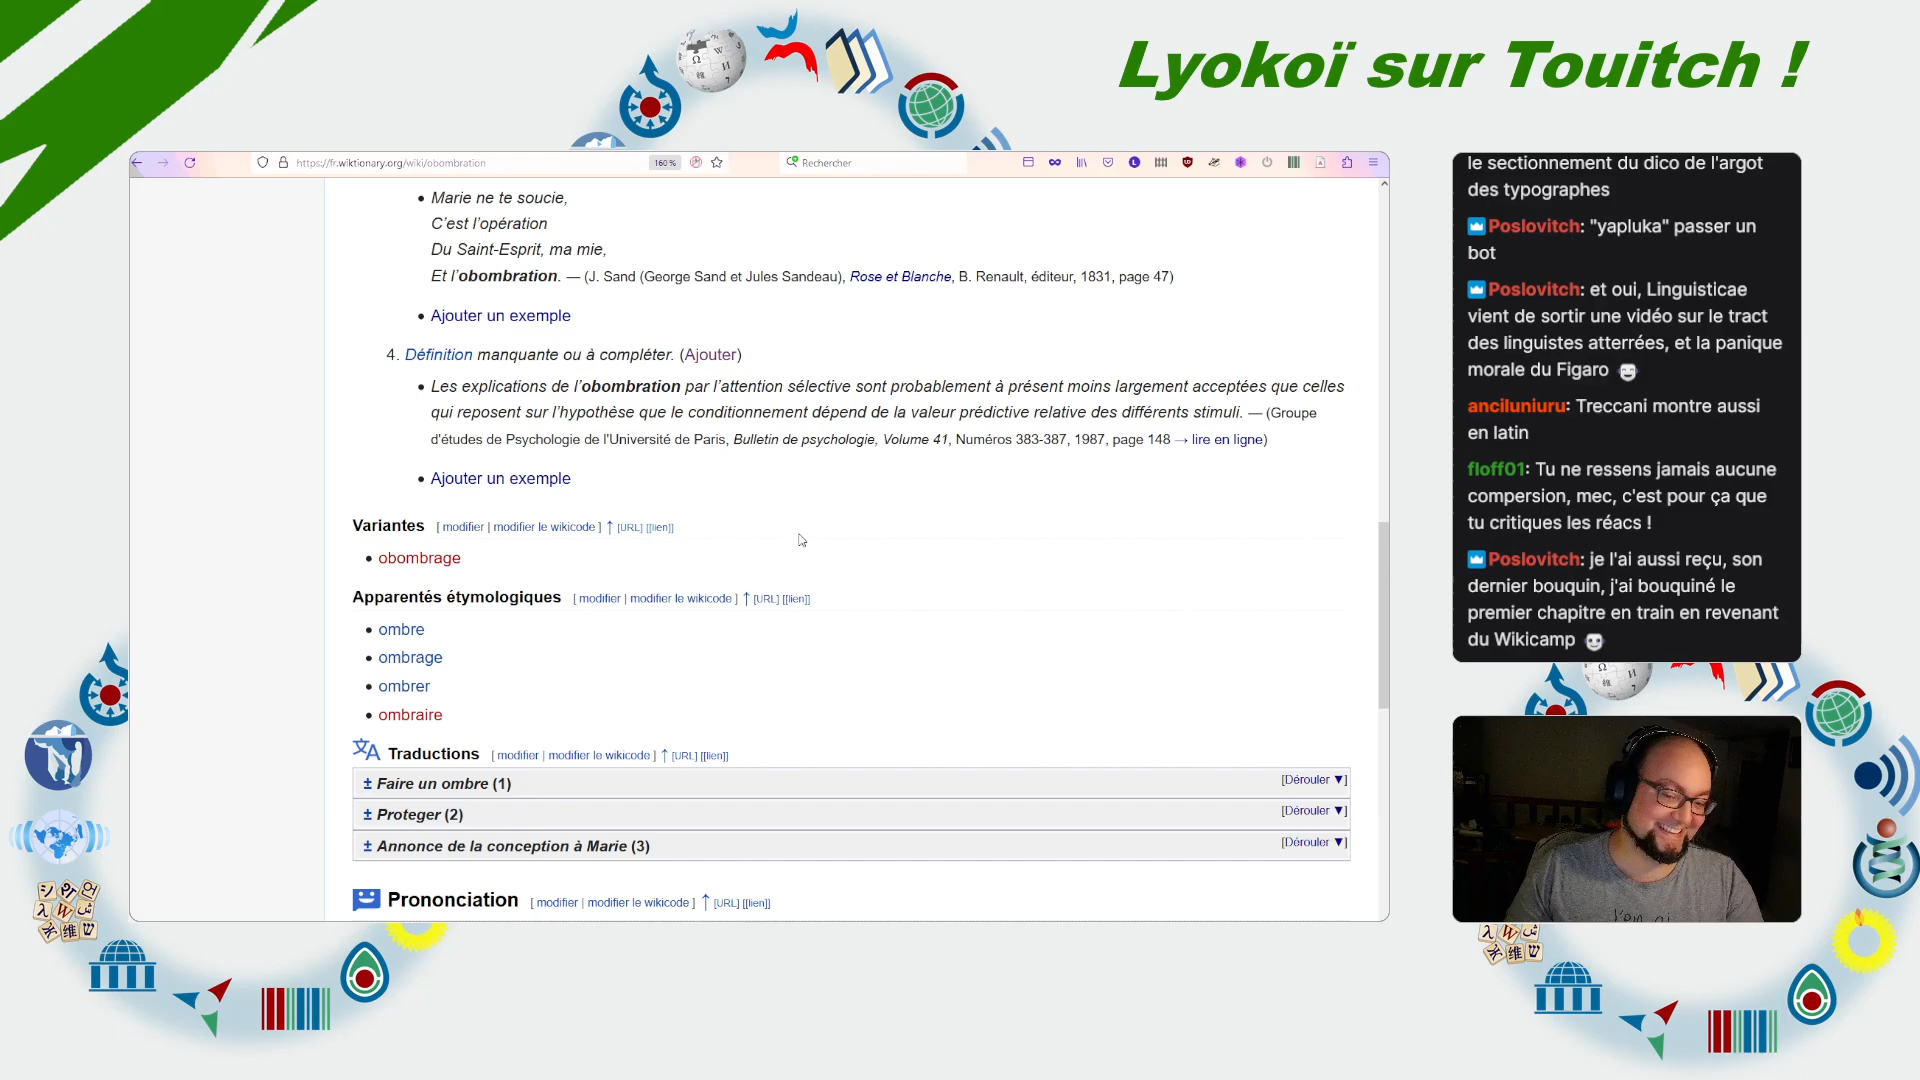 Lyokoï sur Touitch !
https://fr.wiktionary.org/wiki/obombration
160 %
Rechercher
• Marie ne te soucie,
C’est l’opération
Du Saint-Esprit, ma mie,
Et l’obombration. — (J. Sand (George Sand et Jules Sandeau), Rose et Blanche, B. Renault, éditeur, 1831, page 47)
• Ajouter un exemple
4. Définition manquante ou à compléter. (Ajouter)
• Les explications de l’obombration par l’attention sélective sont probablement à présent moins largement acceptées que celles
qui reposent sur l’hypothèse que le conditionnement dépend de la valeur prédictive relative des différents stimuli. — (Groupe
d'études de Psychologie de l'Université de Paris, Bulletin de psychologie, Volume 41, Numéros 383-387, 1987, page 148 → lire en ligne)
• Ajouter un exemple
Variantes [ modifier | modifier le wikicode ] ↑ [URL] [[lien]]
• obombrage
Apparentés étymologiques [ modifier | modifier le wikicode ] ↑ [URL] [[lien]]
• ombre
• ombrage
• ombrer
• ombraire
Traductions [ modifier | modifier le wikicode ] ↑ [URL] [[lien]]
± Faire un ombre (1) [Dérouler ▼]
± Proteger (2) [Dérouler ▼]
± Annonce de la conception à Marie (3) [Dérouler ▼]
Prononciation [ modifier | modifier le wikicode ] ↑ [URL] [[lien]]
le sectionnement du dico de l'argot
des typographes
Poslovitch: "yapluka" passer un
bot
Poslovitch: et oui, Linguisticae
vient de sortir une vidéo sur le tract
des linguistes atterrées, et la panique
morale du Figaro
anciluniuru: Treccani montre aussi
en latin
floff01: Tu ne ressens jamais aucune
compersion, mec, c'est pour ça que
tu critiques les réacs !
Poslovitch: je l'ai aussi reçu, son
dernier bouquin, j'ai bouquiné le
premier chapitre en train en revenant
du Wikicamp